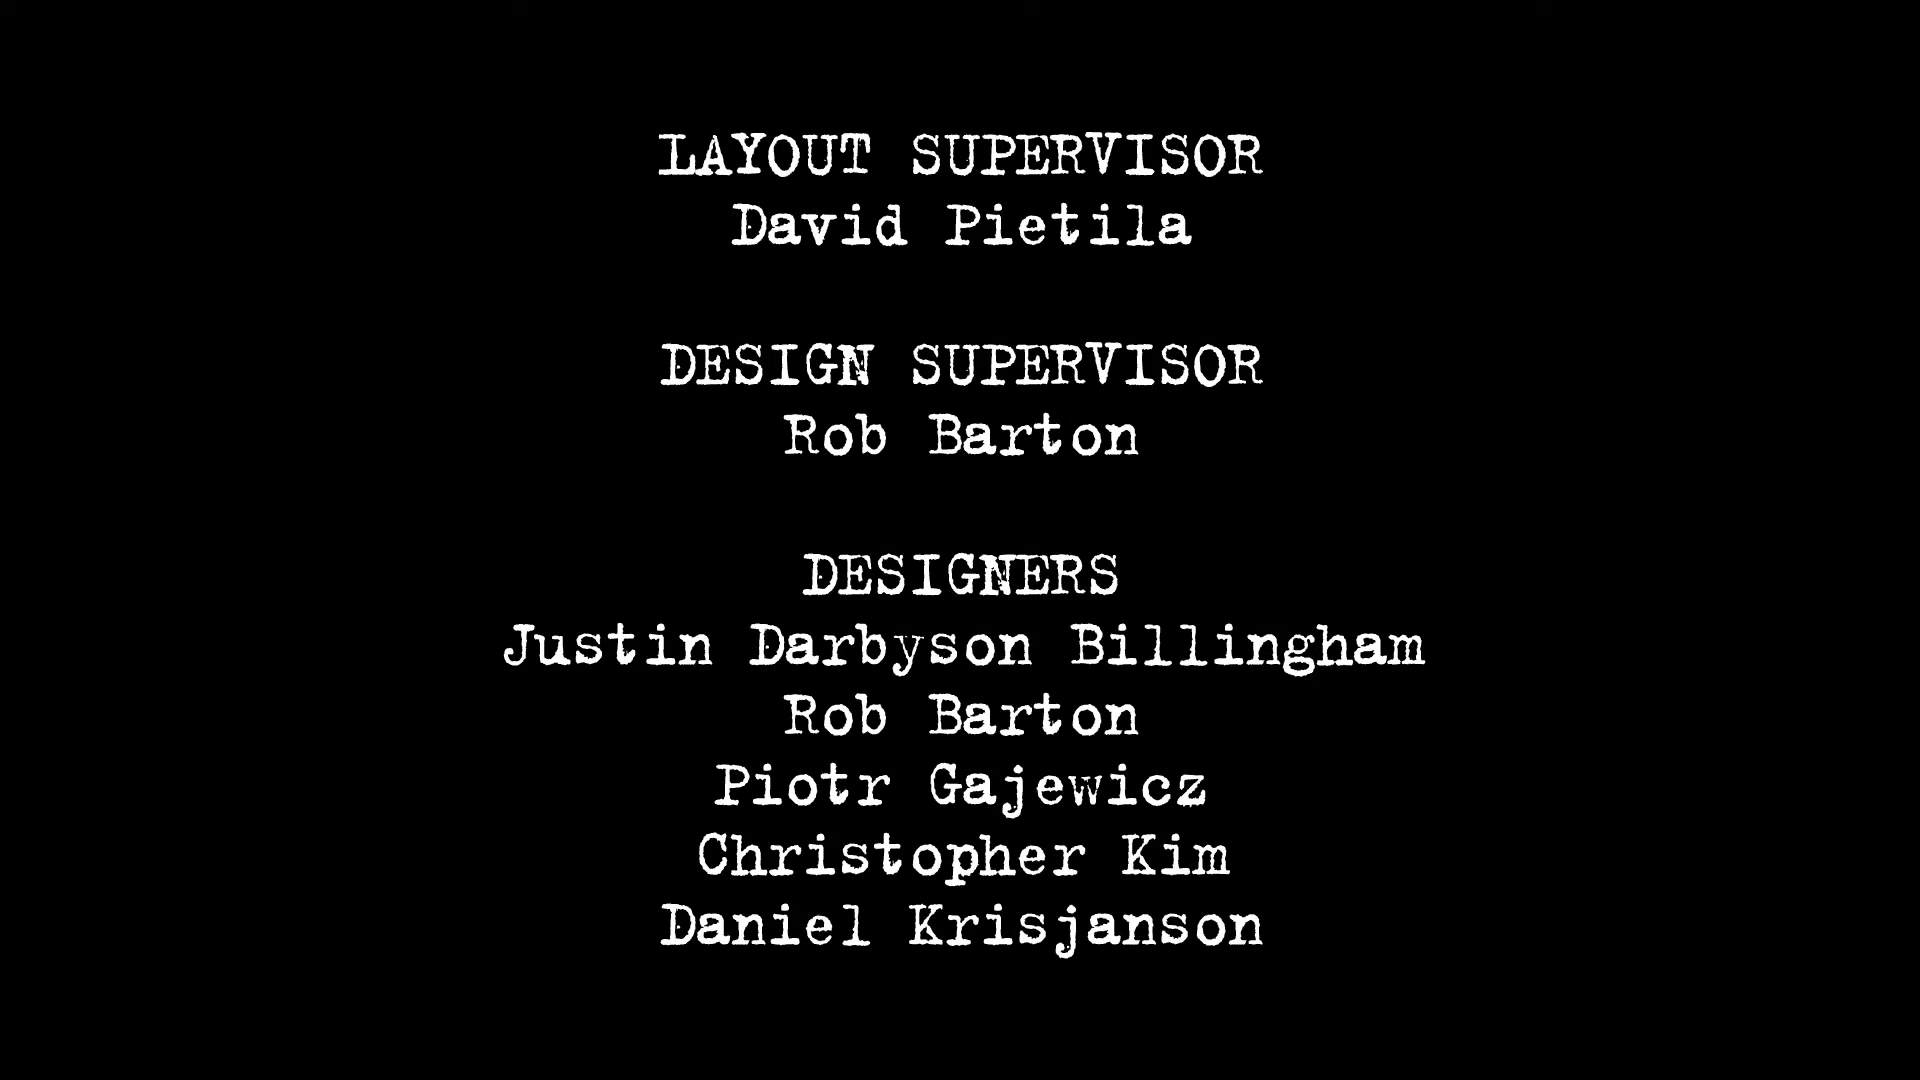 LAYOUT SUPERVISOR
David Pietila
DESIGN SUPERVISOR
Rob Barton
DESIGNERS
Justin Darbyson Billingham
Rob Barton
Piotr Gajewicz
Christopher Kim
Daniel Krisjanson